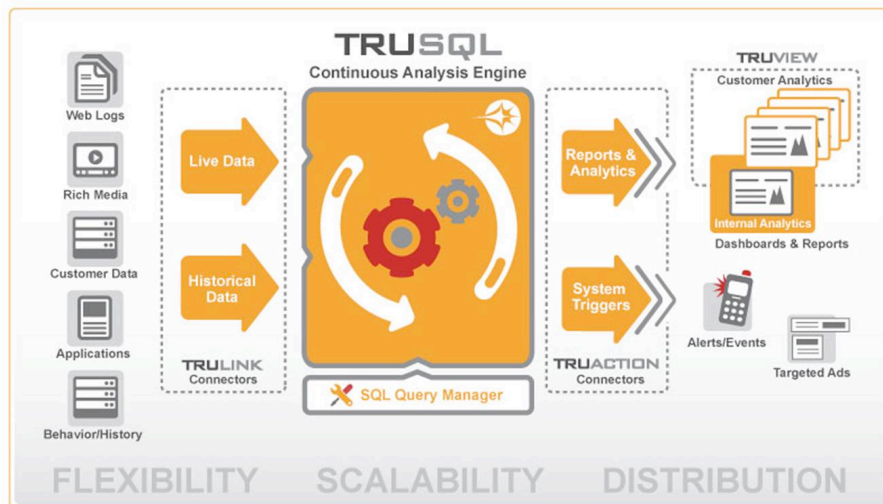 TRUSQL
Continuous Analysis Engine
Web Logs
Rich Media
Customer Data
Applications
Behavior/History
Live Data
Historical
Data
TRULINK
Connectors
SQL Query Manager
Reports &
Analytics
System
Triggers
TRUACTION
Connectors
TRUVIEW
Customer Analytics
Internal Analytics
Dashboards & Reports
Alerts/Events
Targeted Ads
FLEXIBILITY
SCALABILITY
DISTRIBUTION